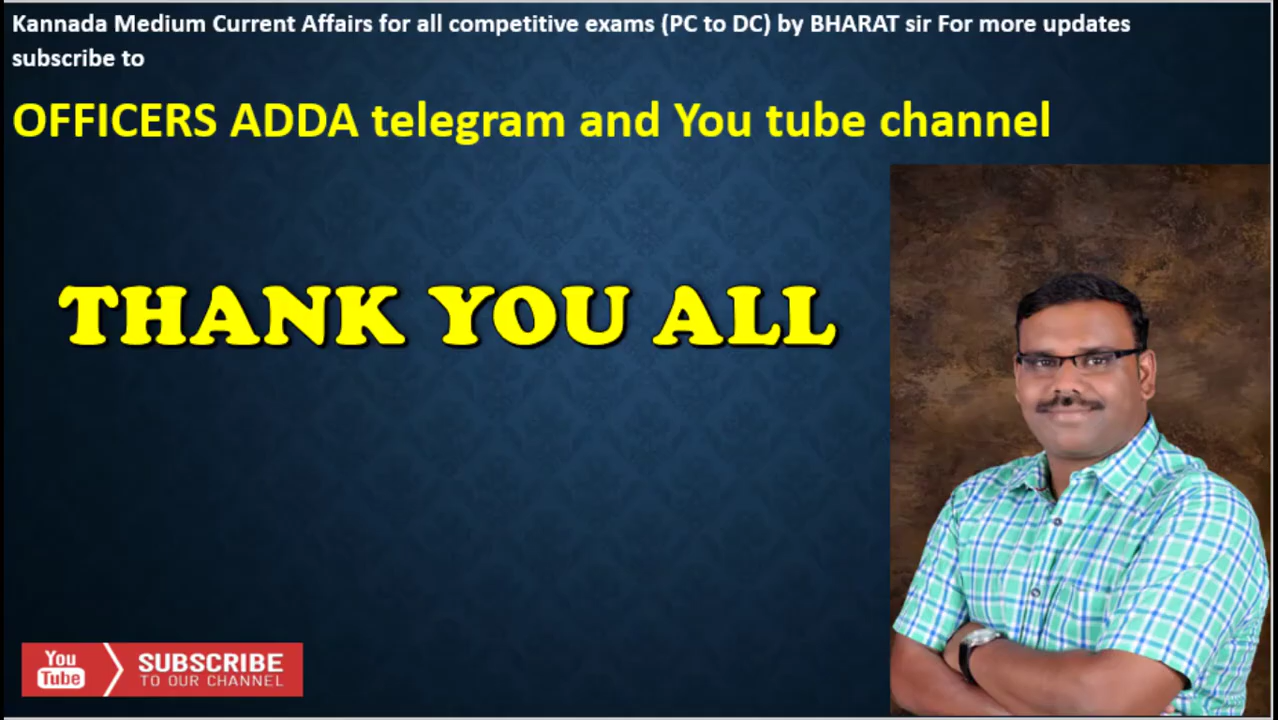 Kannada Medium Current Affairs for all competitive exams (PC to DC) by BHARAT sir For more updates
subscribe to
OFFICERS ADDA telegram and You tube channel
THANK YOU ALL
You
Tube
SUBSCRIBE
TO OUR CHANNEL